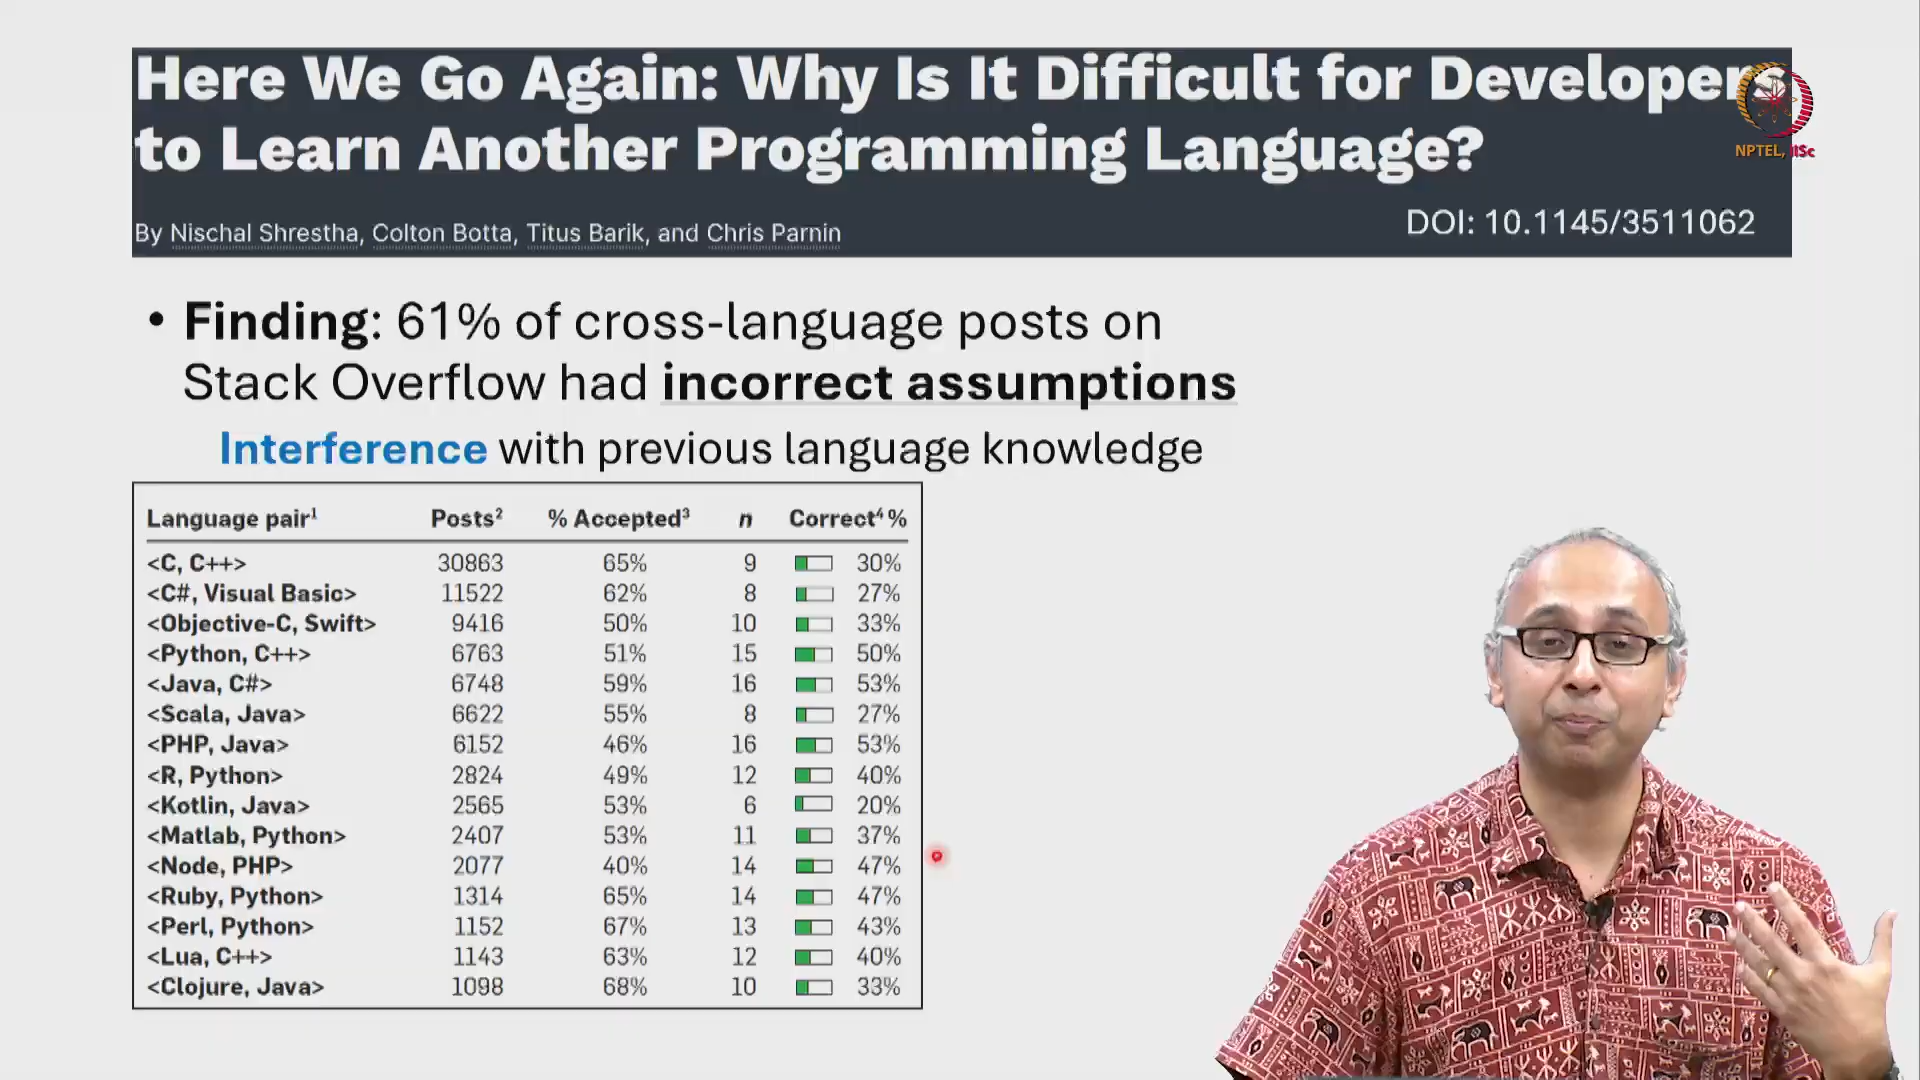 Here We Go Again: Why Is It Difficult for Developers
to Learn Another Programming Language?
NPTEL, IISc
By Nischal Shrestha, Colton Botta, Titus Barik, and Chris Parnin
DOI: 10.1145/3511062
• Finding: 61% of cross-language posts on
Stack Overflow had incorrect assumptions
Interference with previous language knowledge
Language pair¹ Posts² % Accepted³ n Correct⁴ %
<C, C++> 30863 65% 9 30%
<C#, Visual Basic> 11522 62% 8 27%
<Objective-C, Swift> 9416 50% 10 33%
<Python, C++> 6763 51% 15 50%
<Java, C#> 6748 59% 16 53%
<Scala, Java> 6622 55% 8 27%
<PHP, Java> 6152 46% 16 53%
<R, Python> 2824 49% 12 40%
<Kotlin, Java> 2565 53% 6 20%
<Matlab, Python> 2407 53% 11 37%
<Node, PHP> 2077 40% 14 47%
<Ruby, Python> 1314 65% 14 47%
<Perl, Python> 1152 67% 13 43%
<Lua, C++> 1143 63% 12 40%
<Clojure, Java> 1098 68% 10 33%